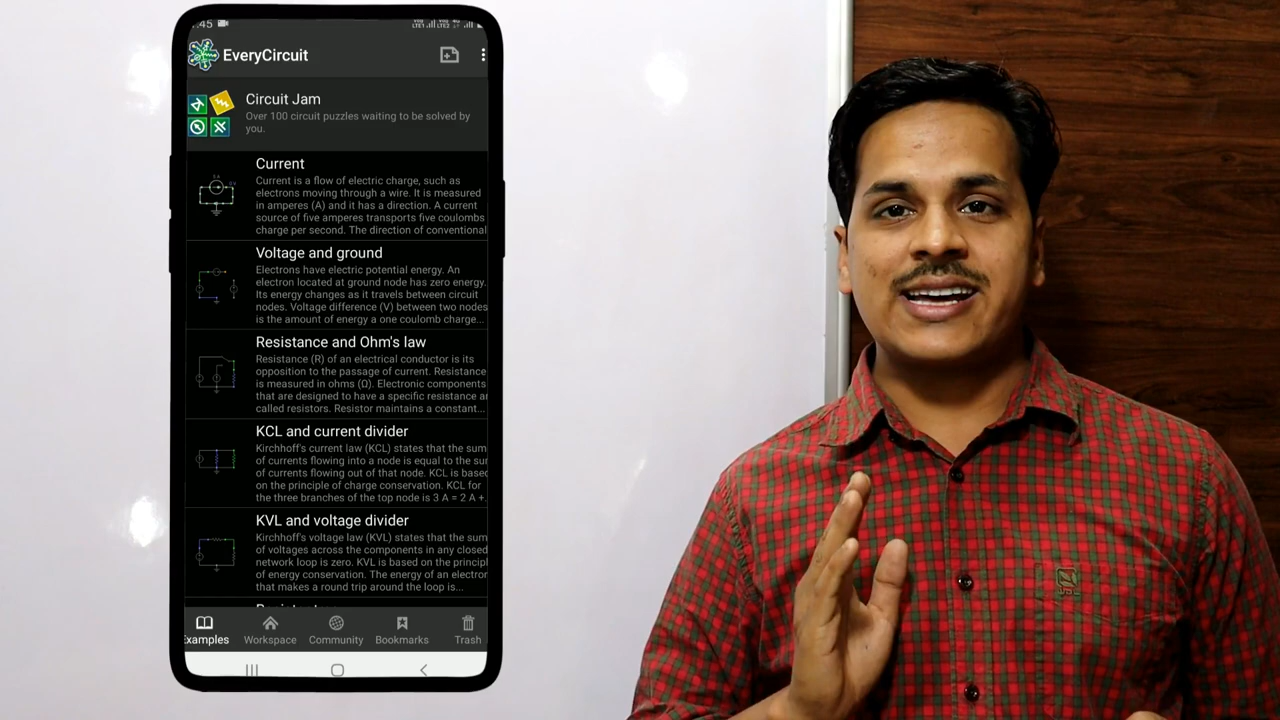 :45
EveryCircuit
Circuit Jam
Over 100 circuit puzzles waiting to be solved by
you.
Current
Current is a flow of electric charge, such as
electrons moving through a wire. It is measured
in amperes (A) and it has a direction. A current
source of five amperes transports five coulombs
charge per second. The direction of conventional
Voltage and ground
Electrons have electric potential energy. An
electron located at ground node has zero energy.
Its energy changes as it travels between circuit
nodes. Voltage difference (V) between two nodes
is the amount of energy a one coulomb charge...
Resistance and Ohm's law
Resistance (R) of an electrical conductor is its
opposition to the passage of current. Resistance
is measured in ohms (Ω). Electronic components
that are designed to have a specific resistance ar
called resistors. Resistor maintains a constant...
KCL and current divider
Kirchhoff's current law (KCL) states that the sum
of currents flowing into a node is equal to the sum
of currents flowing out of that node. KCL is based
on the principle of charge conservation. KCL for
the three branches of the top node is 3 A = 2 A +.
KVL and voltage divider
Kirchhoff's voltage law (KVL) states that the sum
of voltages across the components in any closed
network loop is zero. KVL is based on the principl
of energy conservation. The energy of an electron
that makes a round trip around the loop is...
Examples Workspace Community Bookmarks Trash